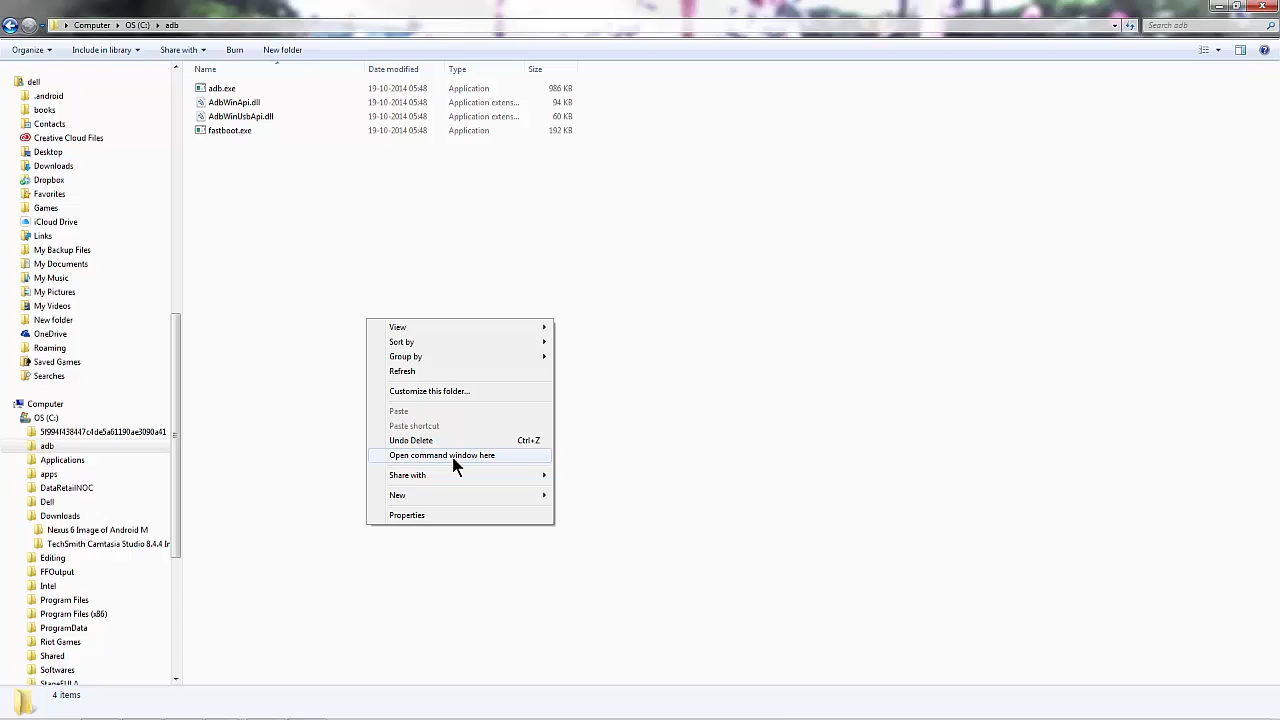 Computer OS (C:) adb
Search adb
Organize Include in library Share with Burn New folder
Name Date modified Type Size
adb.exe 19-10-2014 05:48 Application 986 KB
AdbWinApi.dll 19-10-2014 05:48 Application extens... 94 KB
AdbWinUsbApi.dll 19-10-2014 05:48 Application extens... 60 KB
fastboot.exe 19-10-2014 05:48 Application 192 KB
dell
.android
books
Contacts
Creative Cloud Files
Desktop
Downloads
Dropbox
Favorites
Games
iCloud Drive
Links
My Backup Files
My Documents
My Music
My Pictures
My Videos
New folder
OneDrive
Roaming
Saved Games
Searches
Computer
OS (C:)
5f994f438447c4de5a61190ae3090a41
adb
Applications
apps
DataRetailNOC
Dell
Downloads
Nexus 6 Image of Android M
TechSmith Camtasia Studio 8.4.4 In
Editing
FFOutput
Intel
Program Files
Program Files (x86)
ProgramData
Riot Games
Shared
Softwares
View
Sort by
Group by
Refresh
Customize this folder...
Paste
Paste shortcut
Undo Delete Ctrl+Z
Open command window here
Share with
New
Properties
4 items